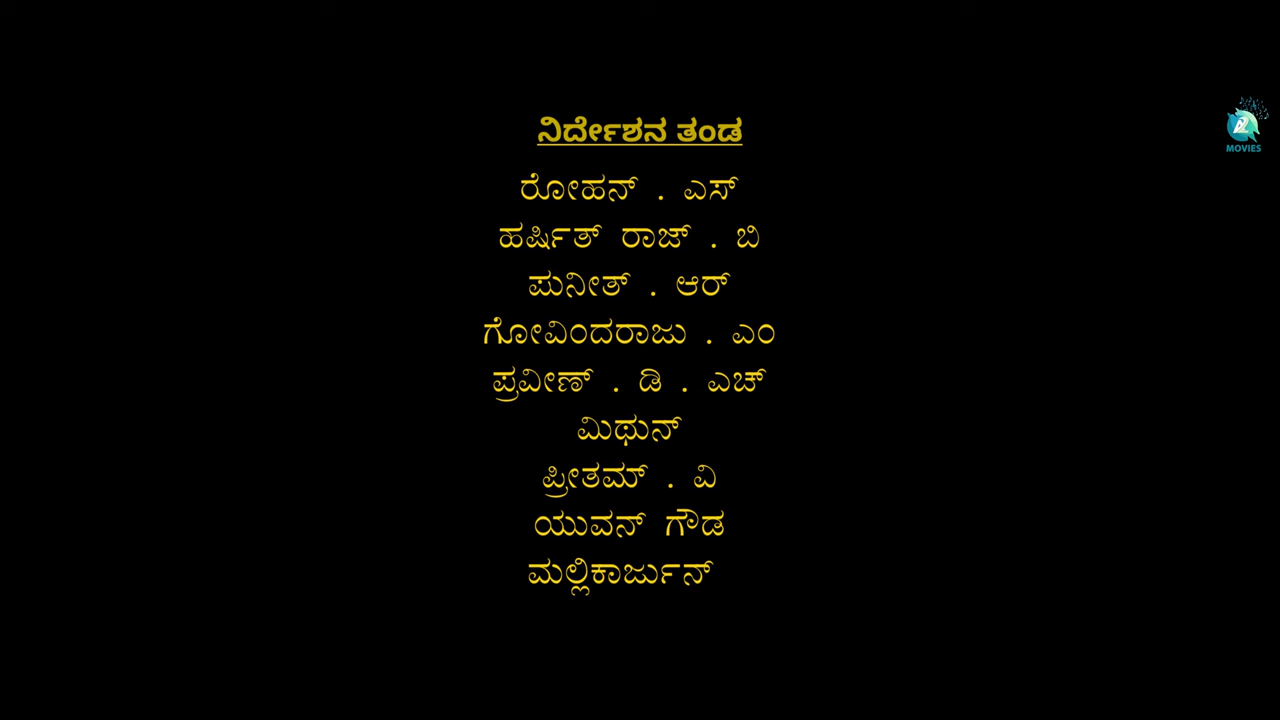 ನಿರ್ದೇಶನ ತಂಡ
ರೋಹನ್ . ಎಸ್
ಹರ್ಷಿತ್ ರಾಜ್ . ಬಿ
ಪುನೀತ್ . ಆರ್
ಗೋವಿಂದರಾಜು . ಎಂ
ಪ್ರವೀಣ್ . ಡಿ . ಎಚ್
ಮಿಥುನ್
ಪ್ರೀತಮ್ . ವಿ
ಯುವನ್ ಗೌಡ
ಮಲ್ಲಿಕಾರ್ಜುನ್
MOVIES